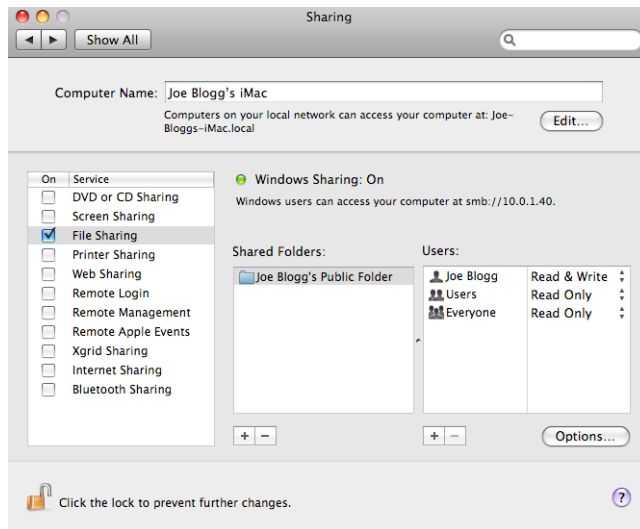 Sharing
Show All
Computer Name: Joe Blogg's iMac
Computers on your local network can access your computer at: Joe-
Bloggs-iMac.local
Edit...
On Service
DVD or CD Sharing
Screen Sharing
File Sharing
Printer Sharing
Web Sharing
Remote Login
Remote Management
Remote Apple Events
Xgrid Sharing
Internet Sharing
Bluetooth Sharing
Windows Sharing: On
Windows users can access your computer at smb://10.0.1.40.
Shared Folders:
Joe Blogg's Public Folder
Users:
Joe Blogg Read & Write
Users Read Only
Everyone Read Only
+ −
+ −
Options...
Click the lock to prevent further changes.
?